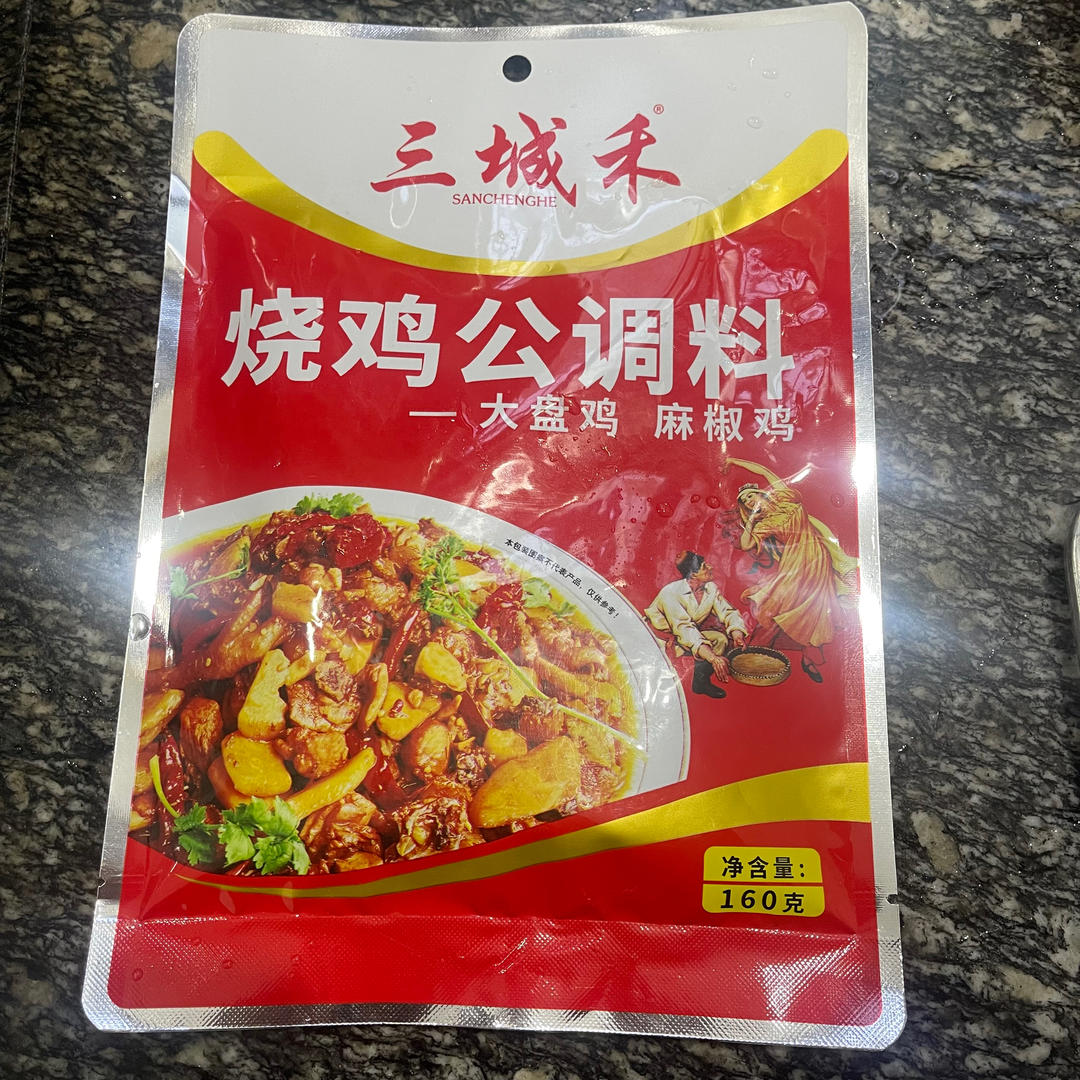 三城禾®
SANCHENGHE
烧鸡公调料
— 大盘鸡 麻椒鸡
本包装图案不代表产品，仅供参考！
净含量：
160克